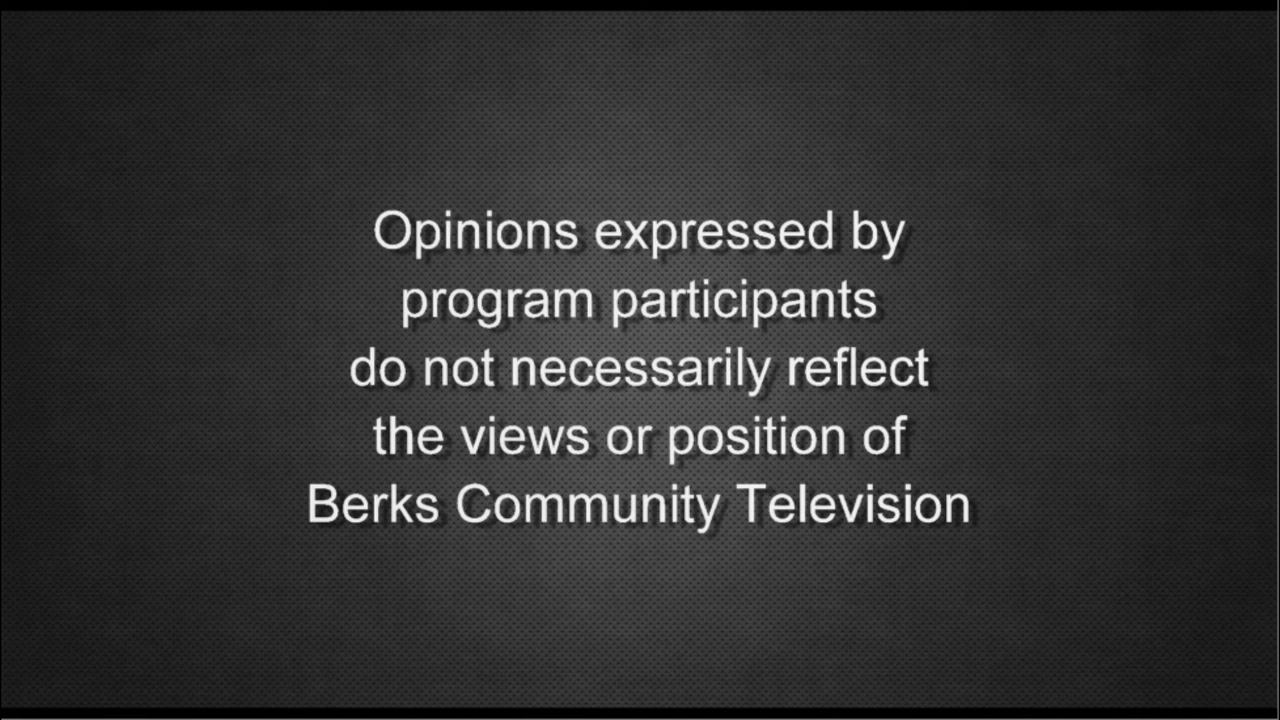 Opinions expressed by
program participants
do not necessarily reflect
the views or position of
Berks Community Television